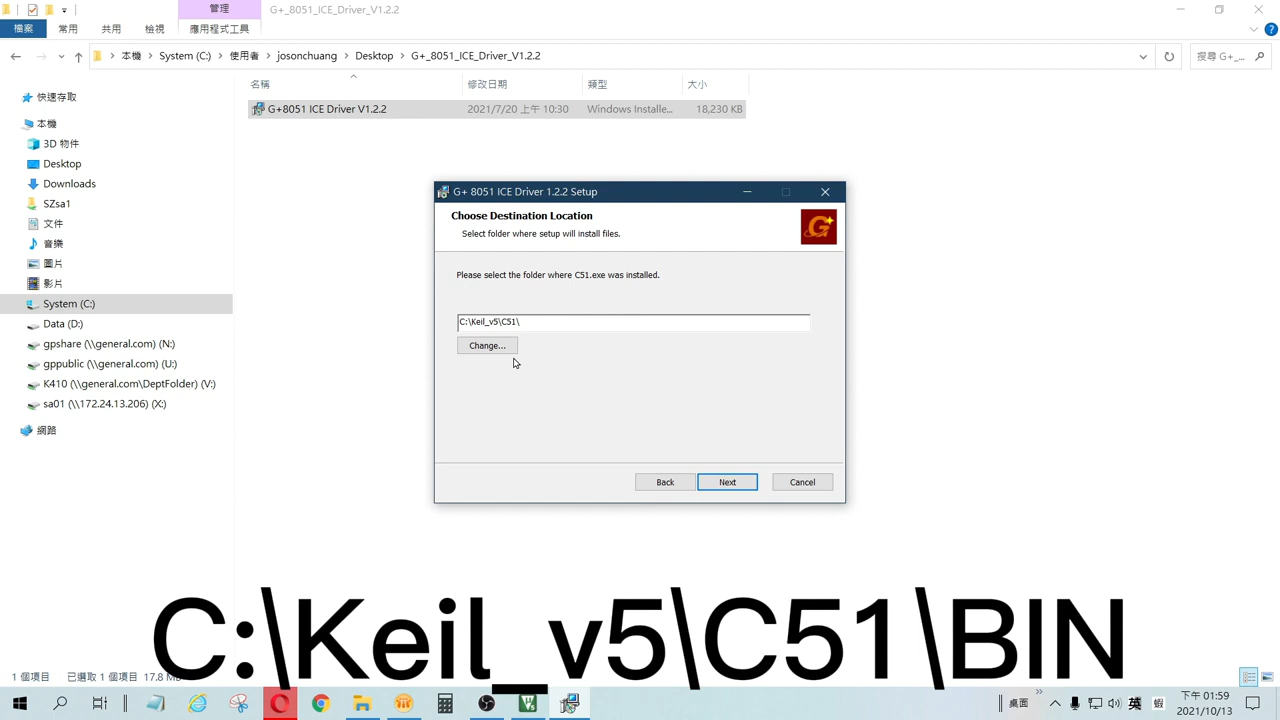 管理
G+_8051_ICE_Driver_V1.2.2
檔案
常用
共用
檢視
應用程式工具
本機
System (C:)
使用者
josonchuang
Desktop
G+_8051_ICE_Driver_V1.2.2
搜尋 G+_...
名稱
修改日期
類型
大小
G+8051 ICE Driver V1.2.2
2021/7/20 上午 10:30
Windows Installe...
18,230 KB
快速存取
本機
3D 物件
Desktop
Downloads
SZsa1
文件
音樂
圖片
影片
System (C:)
Data (D:)
gpshare (\\general.com) (N:)
gppublic (\\general.com) (U:)
K410 (\\general.com\DeptFolder) (V:)
sa01 (\\172.24.13.206) (X:)
網路
G+ 8051 ICE Driver 1.2.2 Setup
Choose Destination Location
Select folder where setup will install files.
Please select the folder where C51.exe was installed.
C:\Keil_v5\C51\
Change...
Back
Next
Cancel
C:\Keil_v5\C51\BIN
1 個項目
已選取 1 個項目 17.8 MB
桌面
英
下午 01:2
2021/10/13